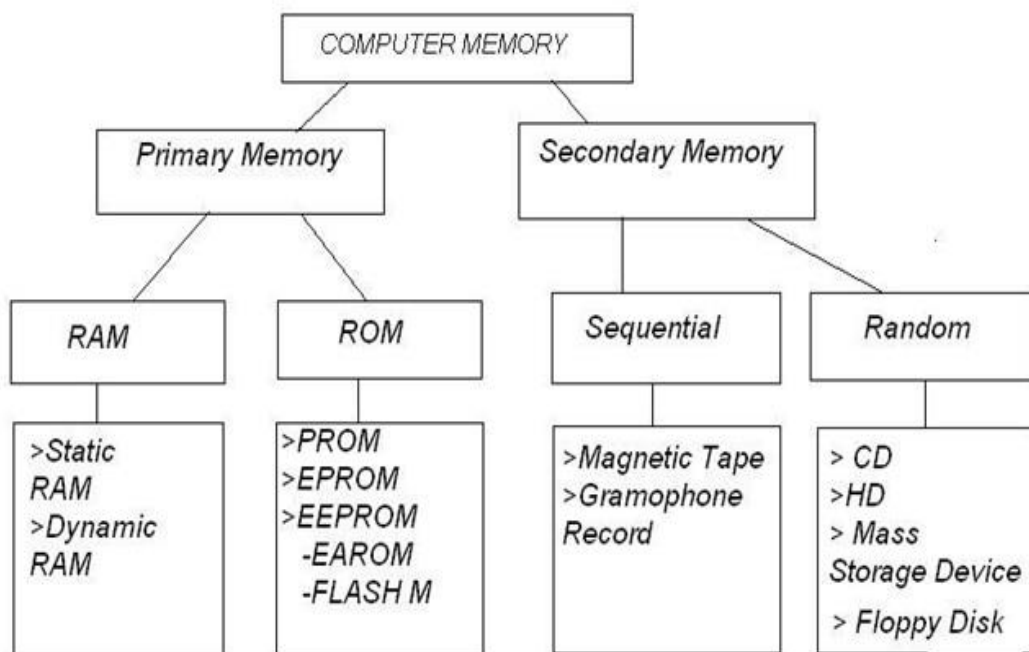 COMPUTER MEMORY
Primary Memory
Secondary Memory
RAM
ROM
Sequential
Random
>Static
RAM
>Dynamic
RAM
>PROM
>EPROM
>EEPROM
-EAROM
-FLASH M
>Magnetic Tape
>Gramophone
Record
> CD
>HD
> Mass
Storage Device
> Floppy Disk